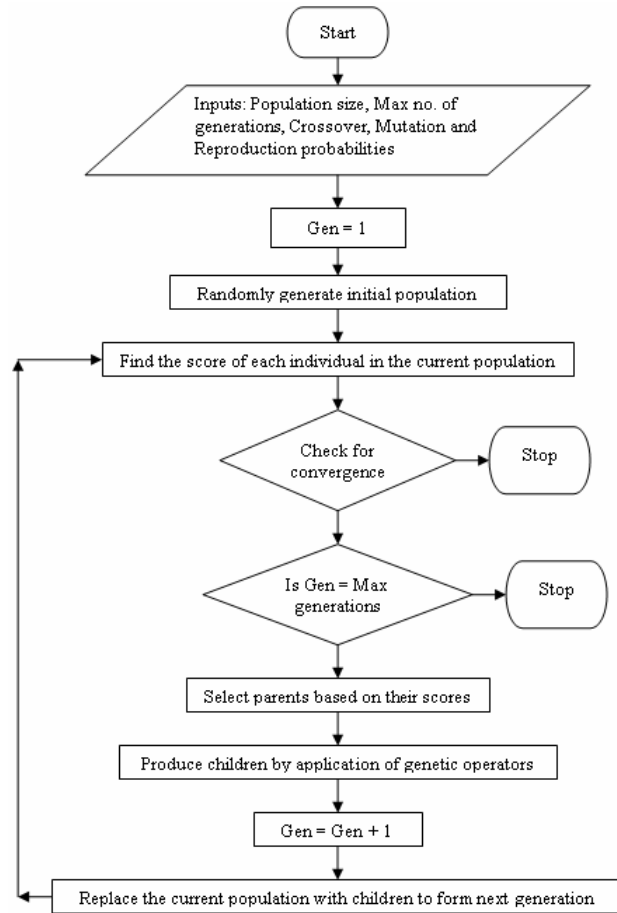 Start
Inputs: Population size, Max no. of
generations, Crossover, Mutation and
Reproduction probabilities
Gen = 1
Randomly generate initial population
Find the score of each individual in the current population
Check for
convergence
Stop
Is Gen = Max
generations
Stop
Select parents based on their scores
Produce children by application of genetic operators
Gen = Gen + 1
Replace the current population with children to form next generation